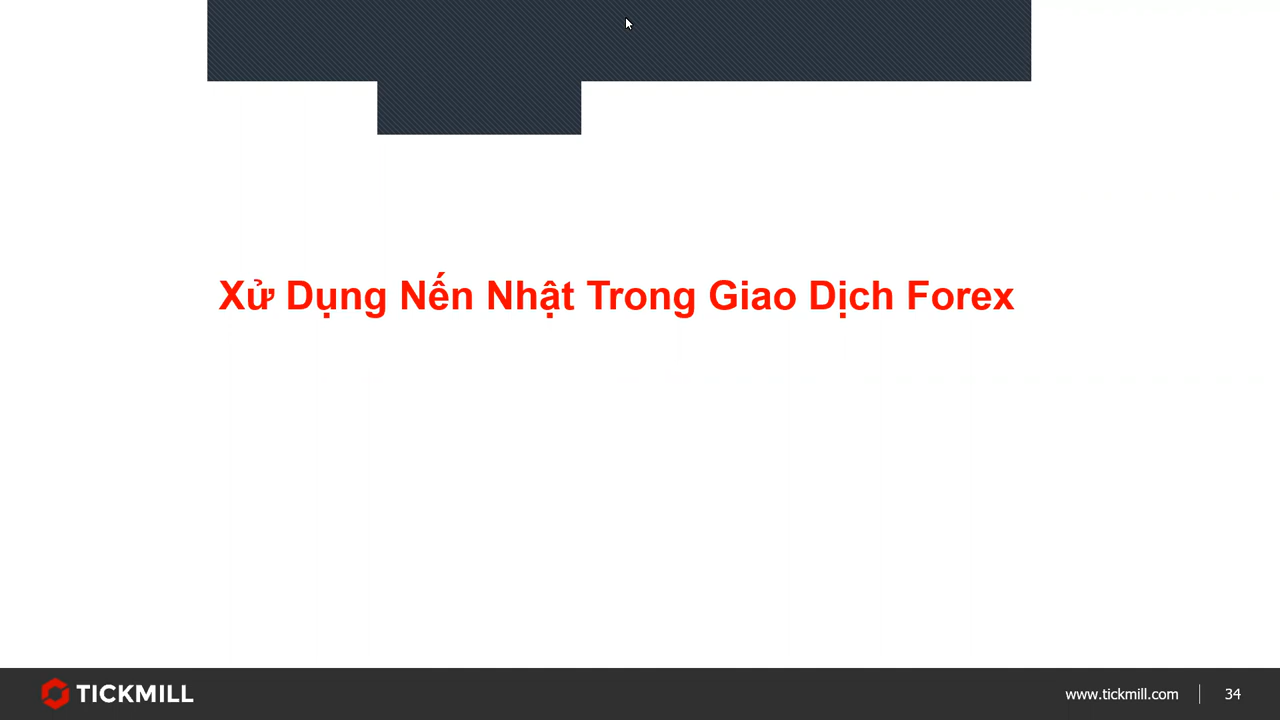 Xử Dụng Nến Nhật Trong Giao Dịch Forex
TICKMILL
www.tickmill.com
34